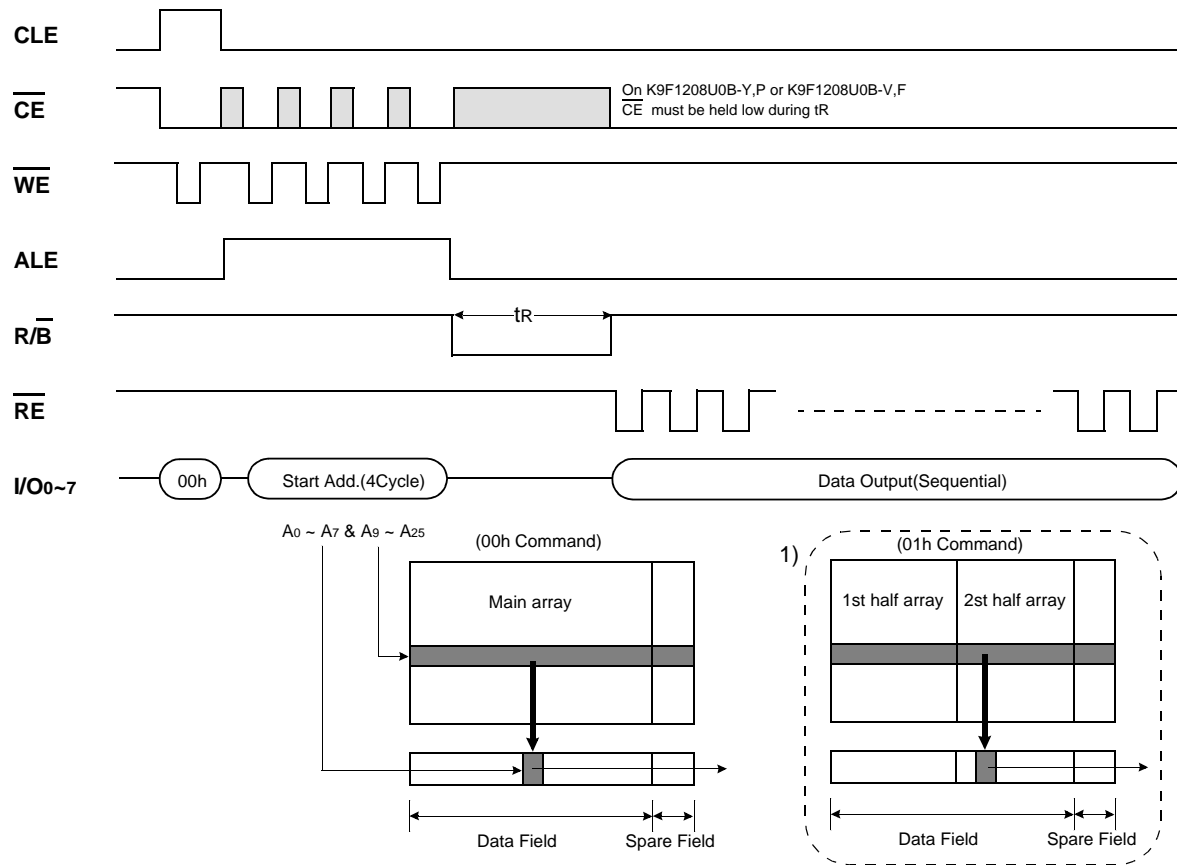 CLE
CE
On K9F1208U0B-Y,P or K9F1208U0B-V,F
CE must be held low during tR
WE
ALE
R/B
tR
RE
I/O0~7
00h
Start Add.(4Cycle)
Data Output(Sequential)
A0 ~ A7 & A9 ~ A25
(00h Command)
Main array
Data Field
Spare Field
1)
(01h Command)
1st half array
2st half array
Data Field
Spare Field